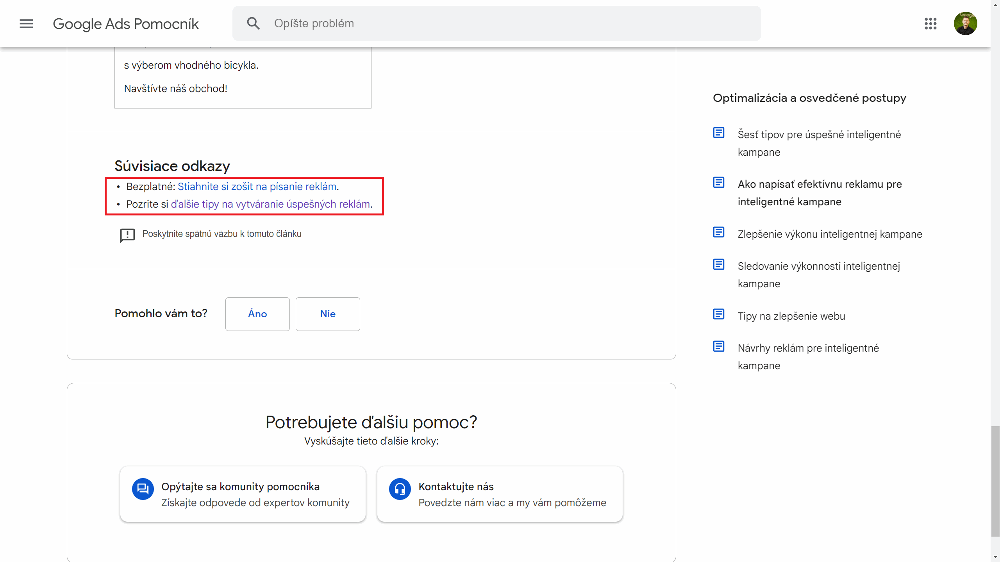 Google Ads Pomocník
Opíšte problém
s výberom vhodného bicykla.
Navštívte náš obchod!
Súvisiace odkazy
• Bezplatné: Stiahnite si zošit na písanie reklám.
• Pozrite si ďalšie tipy na vytváranie úspešných reklám.
Poskytnite spätnú väzbu k tomuto článku
Pomohlo vám to?
Áno
Nie
Potrebujete ďalšiu pomoc?
Vyskúšajte tieto ďalšie kroky:
Opýtajte sa komunity pomocníka
Získajte odpovede od expertov komunity
Kontaktujte nás
Povedzte nám viac a my vám pomôžeme
Optimalizácia a osvedčené postupy
Šesť tipov pre úspešné inteligentné
kampane
Ako napísať efektívnu reklamu pre
inteligentné kampane
Zlepšenie výkonu inteligentnej kampane
Sledovanie výkonnosti inteligentnej
kampane
Tipy na zlepšenie webu
Návrhy reklám pre inteligentné
kampane